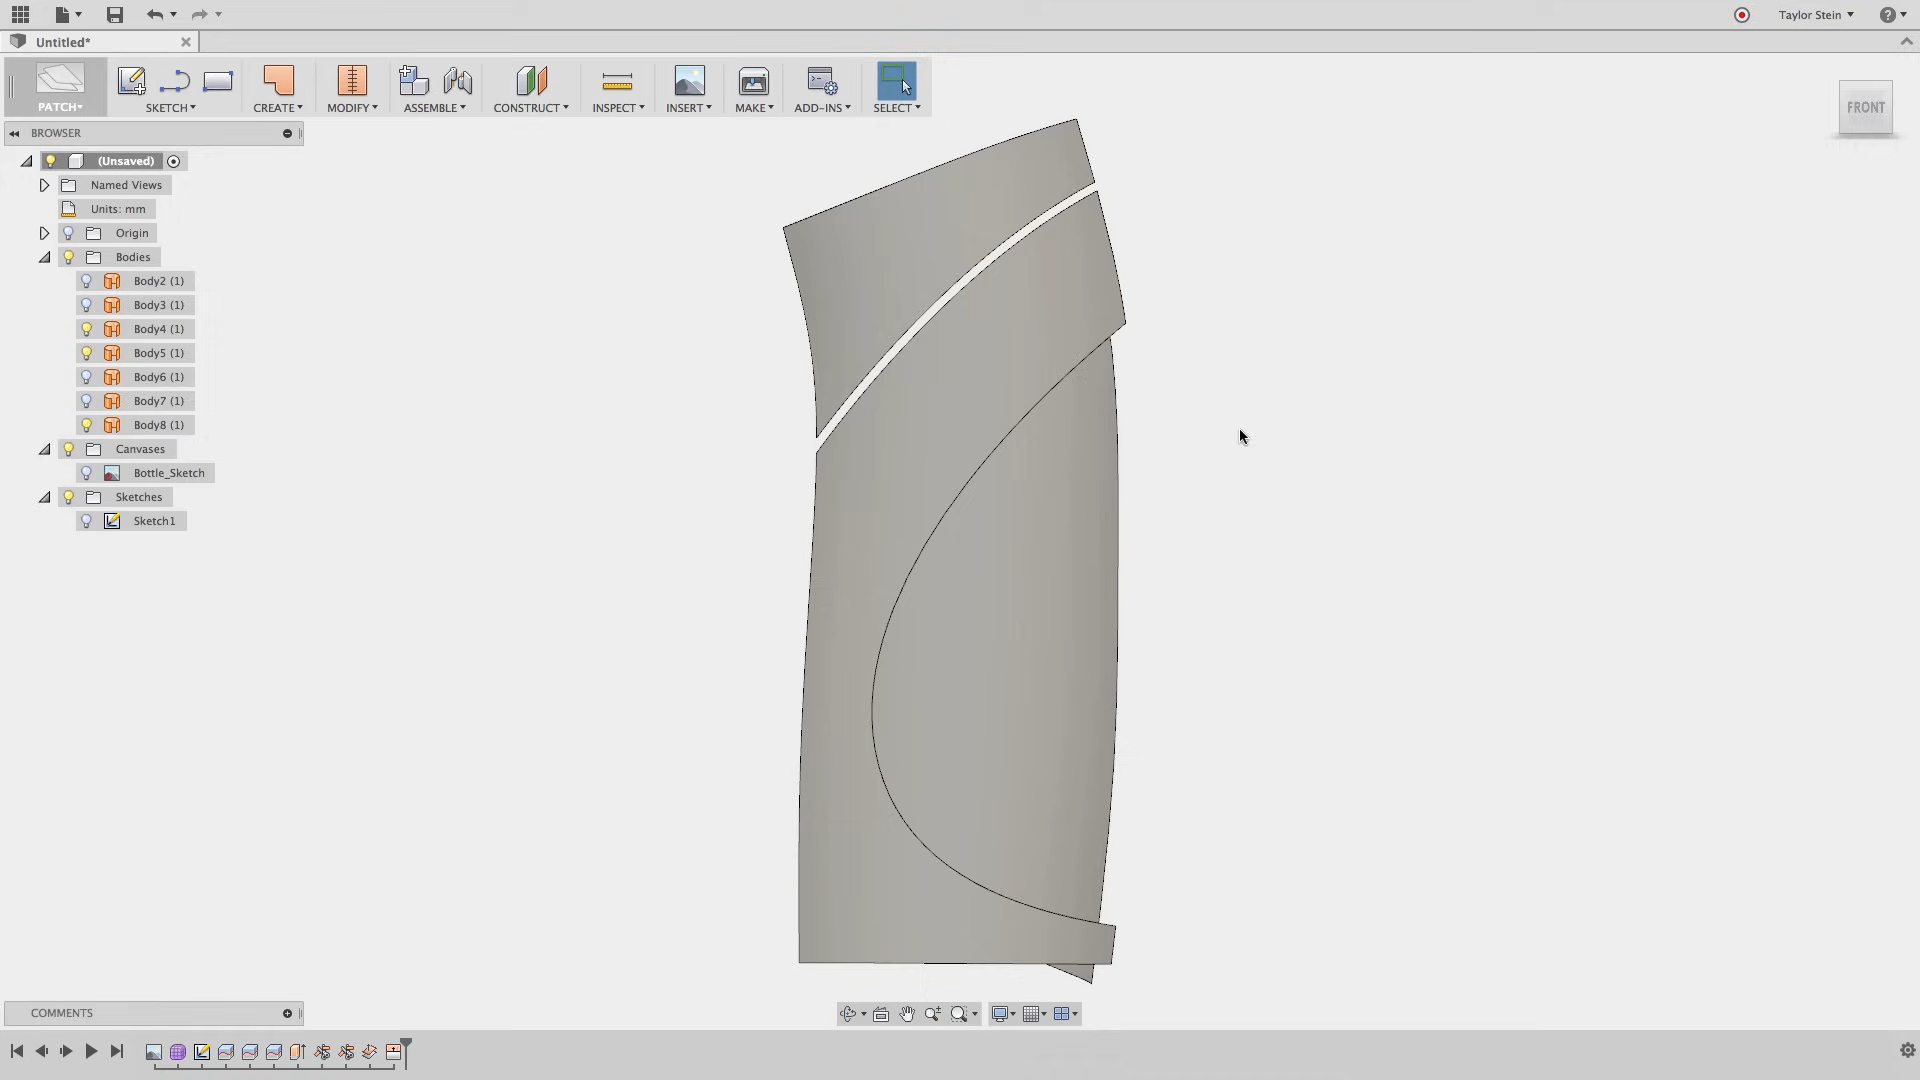 Taylor Stein
Untitled*
PATCH
SKETCH
CREATE
MODIFY
ASSEMBLE
CONSTRUCT
INSPECT
INSERT
MAKE
ADD-INS
SELECT
FRONT
BROWSER
(Unsaved)
Named Views
Units: mm
Origin
Bodies
Body2 (1)
Body3 (1)
Body4 (1)
Body5 (1)
Body6 (1)
Body7 (1)
Body8 (1)
Canvases
Bottle_Sketch
Sketches
Sketch1
COMMENTS